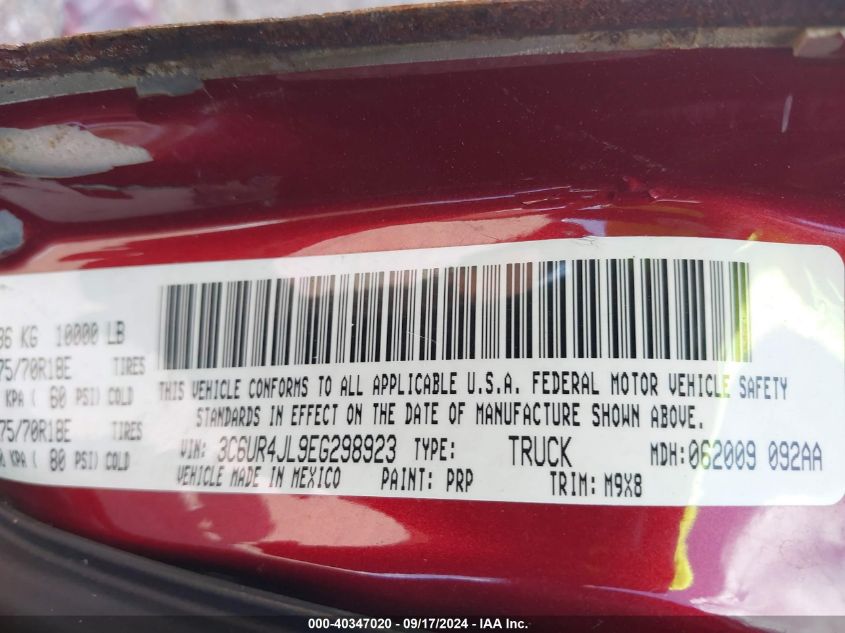 86 KG 10000 LB
75/70R18E TIRES
KPA ( 60 PSI) COLD
75/70R18E TIRES
KPA ( 80 PSI) COLD
THIS VEHICLE CONFORMS TO ALL APPLICABLE U.S.A. FEDERAL MOTOR VEHICLE SAFETY
STANDARDS IN EFFECT ON THE DATE OF MANUFACTURE SHOWN ABOVE.
VIN: 3C6UR4JL9EG298923 TYPE: TRUCK MDH: 062009 092AA
VEHICLE MADE IN MEXICO PAINT: PRP TRIM: M9X8
000-40347020 - 09/17/2024 - IAA Inc.